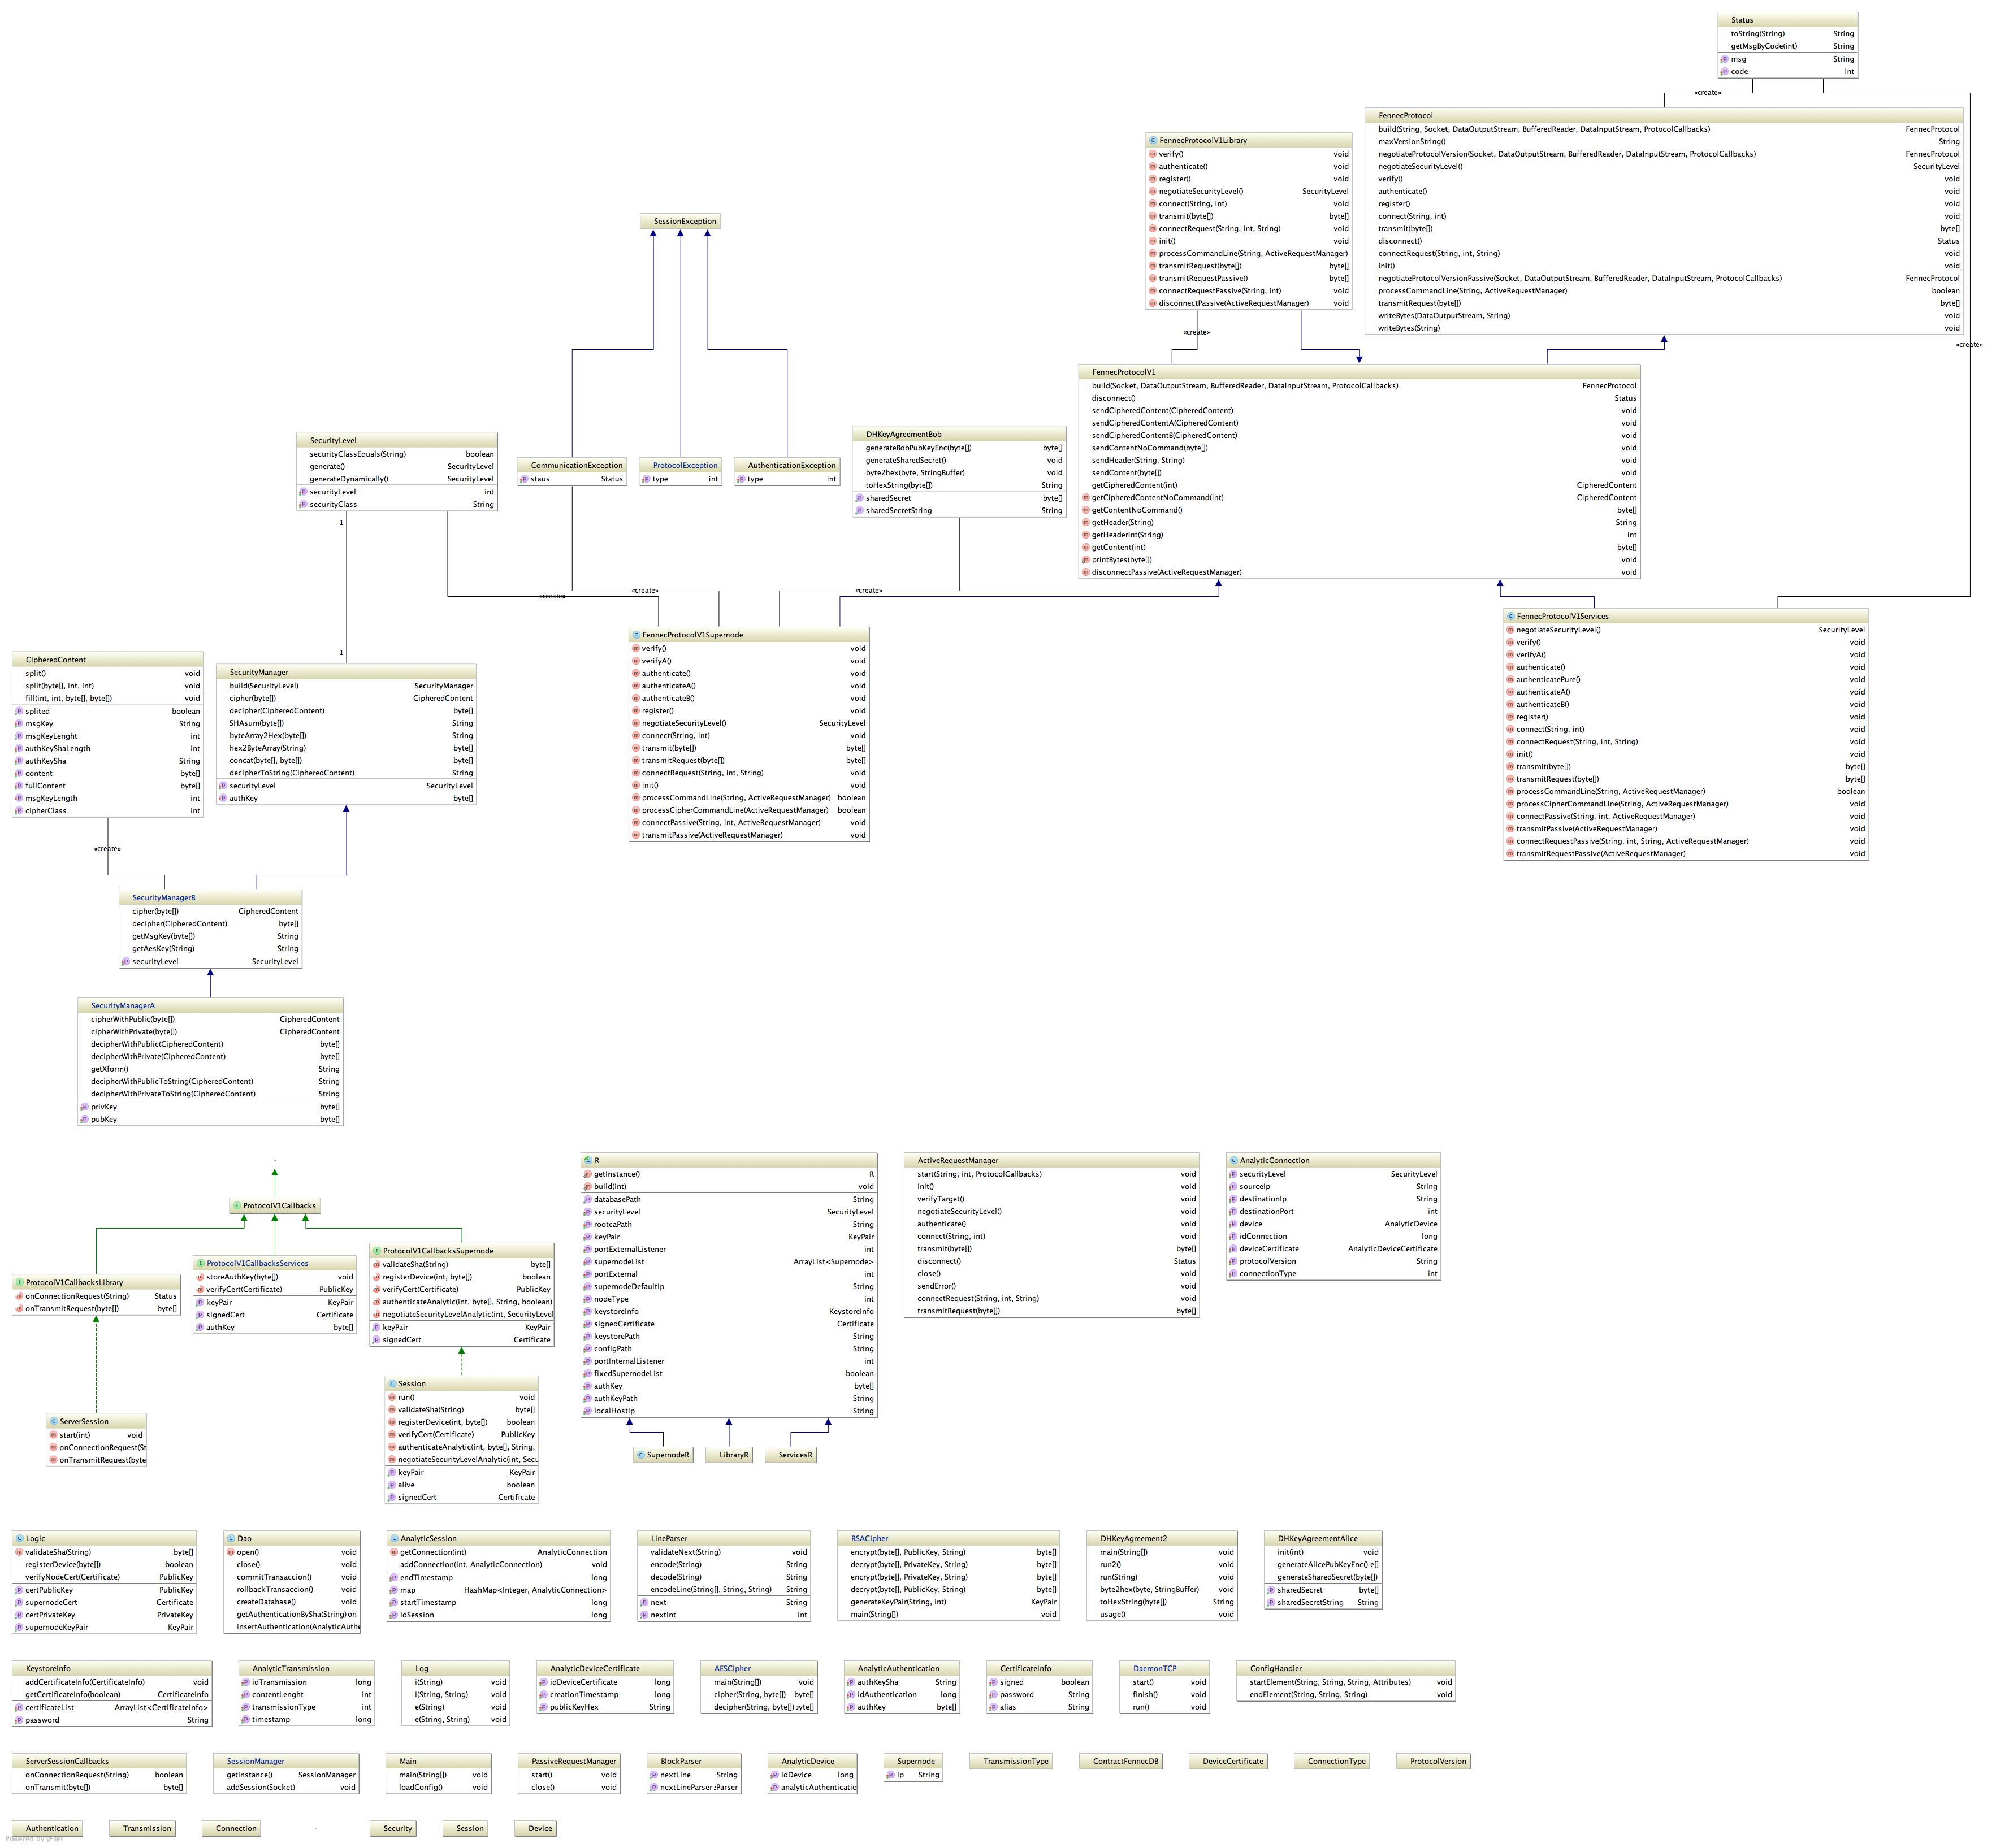 Status
toString(String) String
getMsgByCode(int) String
msg String
code int
«create»
FennecProtocol
build(String, Socket, DataOutputStream, BufferedReader, DataInputStream, ProtocolCallbacks) FennecProtocol
maxVersionString() String
negotiateProtocolVersion(Socket, DataOutputStream, BufferedReader, DataInputStream, ProtocolCallbacks) FennecProtocol
negotiateSecurityLevel() SecurityLevel
verify() void
authenticate() void
register() void
connect(String, int) void
transmit(byte[]) byte[]
disconnect() Status
connectRequest(String, int, String) void
init() void
negotiateProtocolVersionPassive(Socket, DataOutputStream, BufferedReader, DataInputStream, ProtocolCallbacks) FennecProtocol
processCommandLine(String, ActiveRequestManager) boolean
transmitRequest(byte[]) byte[]
writeBytes(DataOutputStream, String) void
writeBytes(String) void
«create»
FennecProtocolV1Library
verify() void
authenticate() void
register() void
negotiateSecurityLevel() SecurityLevel
connect(String, int) void
transmit(byte[]) byte[]
connectRequest(String, int, String) void
init() void
processCommandLine(String, ActiveRequestManager)
transmitRequest(byte[]) byte[]
transmitRequestPassive() byte[]
connectRequestPassive(String, int) void
disconnectPassive(ActiveRequestManager) void
«create»
SessionException
FennecProtocolV1
build(Socket, DataOutputStream, BufferedReader, DataInputStream, ProtocolCallbacks) FennecProtocol
disconnect() Status
sendCipheredContent(CipheredContent) void
sendCipheredContentA(CipheredContent) void
sendCipheredContentB(CipheredContent) void
sendContentNoCommand(byte[]) void
sendHeader(String, String) void
sendContent(byte[]) void
getCipheredContent(int) CipheredContent
getCipheredContentNoCommand(int) CipheredContent
getContentNoCommand() byte[]
getHeader(String) String
getHeaderInt(String) int
getContent(int) byte[]
printBytes(byte[]) void
disconnectPassive(ActiveRequestManager) void
SecurityLevel
securityClassEquals(String) boolean
generate() SecurityLevel
generateDynamically() SecurityLevel
securityLevel int
securityClass String
CommunicationException
staus Status
ProtocolException
type int
AuthenticationException
type int
DHKeyAgreementBob
generateBobPubKeyEnc(byte[]) byte[]
generateSharedSecret() void
byte2hex(byte, StringBuffer) void
toHexString(byte[]) String
sharedSecret byte[]
sharedSecretString String
1
1
«create»
«create»
«create»
FennecProtocolV1Supernode
verify() void
verifyA() void
authenticate() void
authenticateA() void
authenticateB() void
register() void
negotiateSecurityLevel() SecurityLevel
connect(String, int) void
transmit(byte[]) byte[]
transmitRequest(byte[]) byte[]
connectRequest(String, int, String) void
init() void
processCommandLine(String, ActiveRequestManager) boolean
processCipherCommandLine(ActiveRequestManager) boolean
connectPassive(String, int, ActiveRequestManager) void
transmitPassive(ActiveRequestManager) void
FennecProtocolV1Services
negotiateSecurityLevel() SecurityLevel
verify() void
verifyA() void
authenticate() void
authenticatePure() void
authenticateA() void
authenticateB() void
register() void
connect(String, int) void
connectRequest(String, int, String) void
init() void
transmit(byte[]) byte[]
transmitRequest(byte[]) byte[]
processCommandLine(String, ActiveRequestManager) boolean
processCipherCommandLine(String, ActiveRequestManager) void
connectPassive(String, int, ActiveRequestManager) void
transmitPassive(ActiveRequestManager) void
connectRequestPassive(String, int, String, ActiveRequestManager) void
transmitRequestPassive(ActiveRequestManager) void
CipheredContent
split() void
split(byte[], int, int) void
fill(int, int, byte[], byte[]) void
splited boolean
msgKey String
msgKeyLenght int
authKeyShaLength int
authKeySha String
content byte[]
fullContent byte[]
msgKeyLength int
cipherClass int
SecurityManager
build(SecurityLevel) SecurityManager
cipher(byte[]) CipheredContent
decipher(CipheredContent) byte[]
SHAsum(byte[]) String
byteArray2Hex(byte[]) String
hex2ByteArray(String) byte[]
concat(byte[], byte[]) byte[]
decipherToString(CipheredContent) String
securityLevel SecurityLevel
authKey byte[]
«create»
SecurityManagerB
cipher(byte[]) CipheredContent
decipher(CipheredContent) byte[]
getMsgKey(byte[]) String
getAesKey(String) String
securityLevel SecurityLevel
SecurityManagerA
cipherWithPublic(byte[]) CipheredContent
cipherWithPrivate(byte[]) CipheredContent
decipherWithPublic(CipheredContent) byte[]
decipherWithPrivate(CipheredContent) byte[]
getXform() String
decipherWithPublicToString(CipheredContent) String
decipherWithPrivateToString(CipheredContent) String
privKey byte[]
pubKey byte[]
ProtocolV1Callbacks
ProtocolV1CallbacksLibrary
onConnectionRequest(String) Status
onTransmitRequest(byte[]) byte[]
ProtocolV1CallbacksServices
storeAuthKey(byte[]) void
verifyCert(Certificate) PublicKey
keyPair KeyPair
signedCert Certificate
authKey byte[]
ProtocolV1CallbacksSupernode
validateSha(String) byte[]
registerDevice(int, byte[]) boolean
verifyCert(Certificate) PublicKey
authenticateAnalytic(int, byte[], String, boolean)
negotiateSecurityLevelAnalytic(int, SecurityLevel
keyPair KeyPair
signedCert Certificate
ServerSession
start(int) void
onConnectionRequest(St
onTransmitRequest(byte
Session
run() void
validateSha(String) byte[]
registerDevice(int, byte[]) boolean
verifyCert(Certificate) PublicKey
authenticateAnalytic(int, byte[], String,
negotiateSecurityLevelAnalytic(int, Secu
keyPair KeyPair
alive boolean
signedCert Certificate
R
getInstance() R
build(int) void
databasePath String
securityLevel SecurityLevel
rootcaPath String
keyPair KeyPair
portExternalListener int
supernodeList ArrayList<Supernode>
portExternal int
supernodeDefaultIp String
nodeType int
keystoreInfo KeystoreInfo
signedCertificate Certificate
keystorePath String
configPath String
portInternalListener int
fixedSupernodeList boolean
authKey byte[]
authKeyPath String
localHostIp String
SupernodeR
LibraryR
ServicesR
ActiveRequestManager
start(String, int, ProtocolCallbacks) void
init() void
verifyTarget() void
negotiateSecurityLevel() void
authenticate() void
connect(String, int) void
transmit(byte[]) byte[]
disconnect() Status
close() void
sendError() void
connectRequest(String, int, String) void
transmitRequest(byte[]) byte[]
AnalyticConnection
securityLevel SecurityLevel
sourceIp String
destinationIp String
destinationPort int
device AnalyticDevice
idConnection long
deviceCertificate AnalyticDeviceCertificate
protocolVersion String
connectionType int
Logic
validateSha(String) byte[]
registerDevice(byte[]) boolean
verifyNodeCert(Certificate) PublicKey
certPublicKey PublicKey
supernodeCert Certificate
certPrivateKey PrivateKey
supernodeKeyPair KeyPair
Dao
open() void
close() void
commitTransaccion() void
rollbackTransaccion() void
createDatabase() void
getAuthenticationBySha(String) on
insertAuthentication(AnalyticAuthe
AnalyticSession
getConnection(int) AnalyticConnection
addConnection(int, AnalyticConnection) void
endTimestamp long
map HashMap<Integer, AnalyticConnection>
startTimestamp long
idSession long
LineParser
validateNext(String) void
encode(String) String
decode(String) String
encodeLine(String[], String, String) String
next String
nextInt int
RSACipher
encrypt(byte[], PublicKey, String) byte[]
decrypt(byte[], PrivateKey, String) byte[]
encrypt(byte[], PrivateKey, String) byte[]
decrypt(byte[], PublicKey, String) byte[]
generateKeyPair(String, int) KeyPair
main(String[]) void
DHKeyAgreement2
main(String[]) void
run2() void
run(String) void
byte2hex(byte, StringBuffer) void
toHexString(byte[]) String
usage() void
DHKeyAgreementAlice
init(int) void
generateAlicePubKeyEnc() e[]
generateSharedSecret(byte[])
sharedSecret byte[]
sharedSecretString String
KeystoreInfo
addCertificateInfo(CertificateInfo) void
getCertificateInfo(boolean) CertificateInfo
certificateList ArrayList<CertificateInfo>
password String
AnalyticTransmission
idTransmission long
contentLenght int
transmissionType int
timestamp long
Log
i(String) void
i(String, String) void
e(String) void
e(String, String) void
AnalyticDeviceCertificate
idDeviceCertificate long
creationTimestamp long
publicKeyHex String
AESCipher
main(String[]) void
cipher(String, byte[]) byte[]
decipher(String, byte[]) byte[]
AnalyticAuthentication
authKeySha String
idAuthentication long
authKey byte[]
CertificateInfo
signed boolean
password String
alias String
DaemonTCP
start() void
finish() void
run() void
ConfigHandler
startElement(String, String, String, Attributes) void
endElement(String, String, String) void
ServerSessionCallbacks
onConnectionRequest(String) boolean
onTransmit(byte[]) byte[]
SessionManager
getInstance() SessionManager
addSession(Socket) void
Main
main(String[]) void
loadConfig() void
PassiveRequestManager
start() void
close() void
BlockParser
nextLine String
nextLineParser Parser
AnalyticDevice
idDevice long
analyticAuthenticatio
Supernode
ip String
TransmissionType
ContractFennecDB
DeviceCertificate
ConnectionType
ProtocolVersion
Authentication
Transmission
Connection
Security
Session
Device
Powered by yFiles